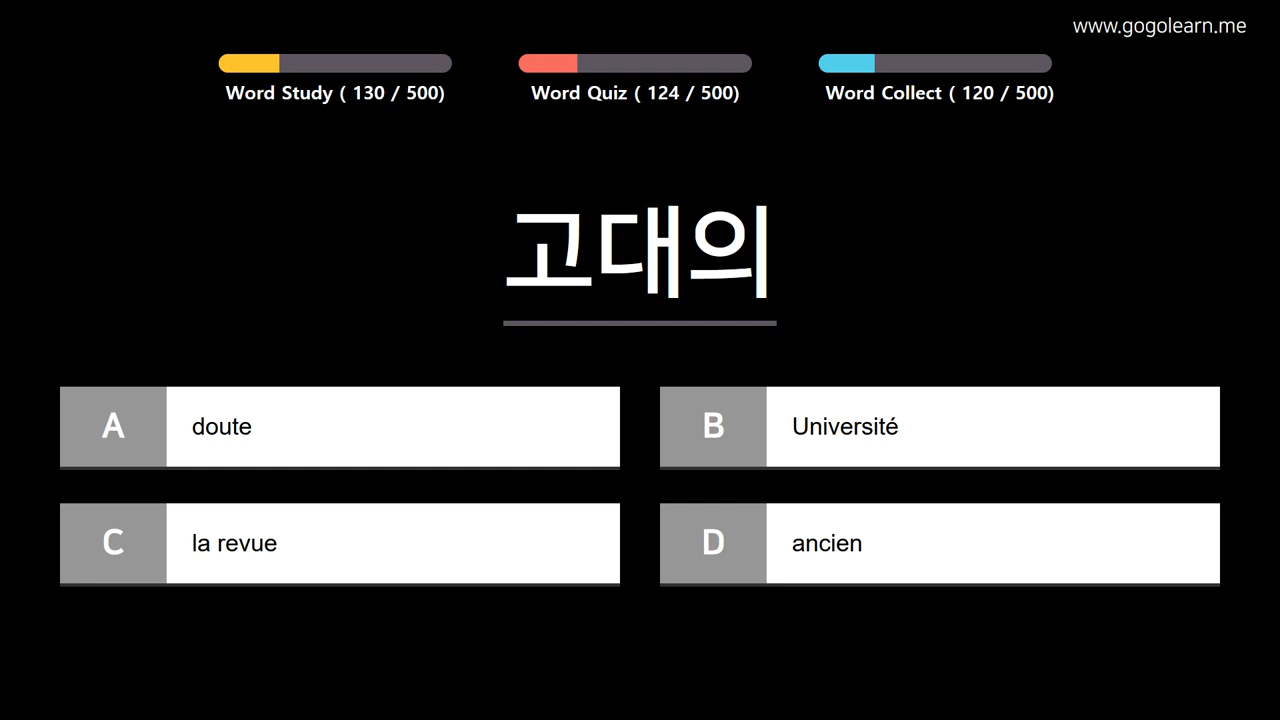 www.gogolearn.me
Word Study ( 130 / 500)
Word Quiz ( 124 / 500)
Word Collect ( 120 / 500)
고대의
A doute
B Université
C la revue
D ancien